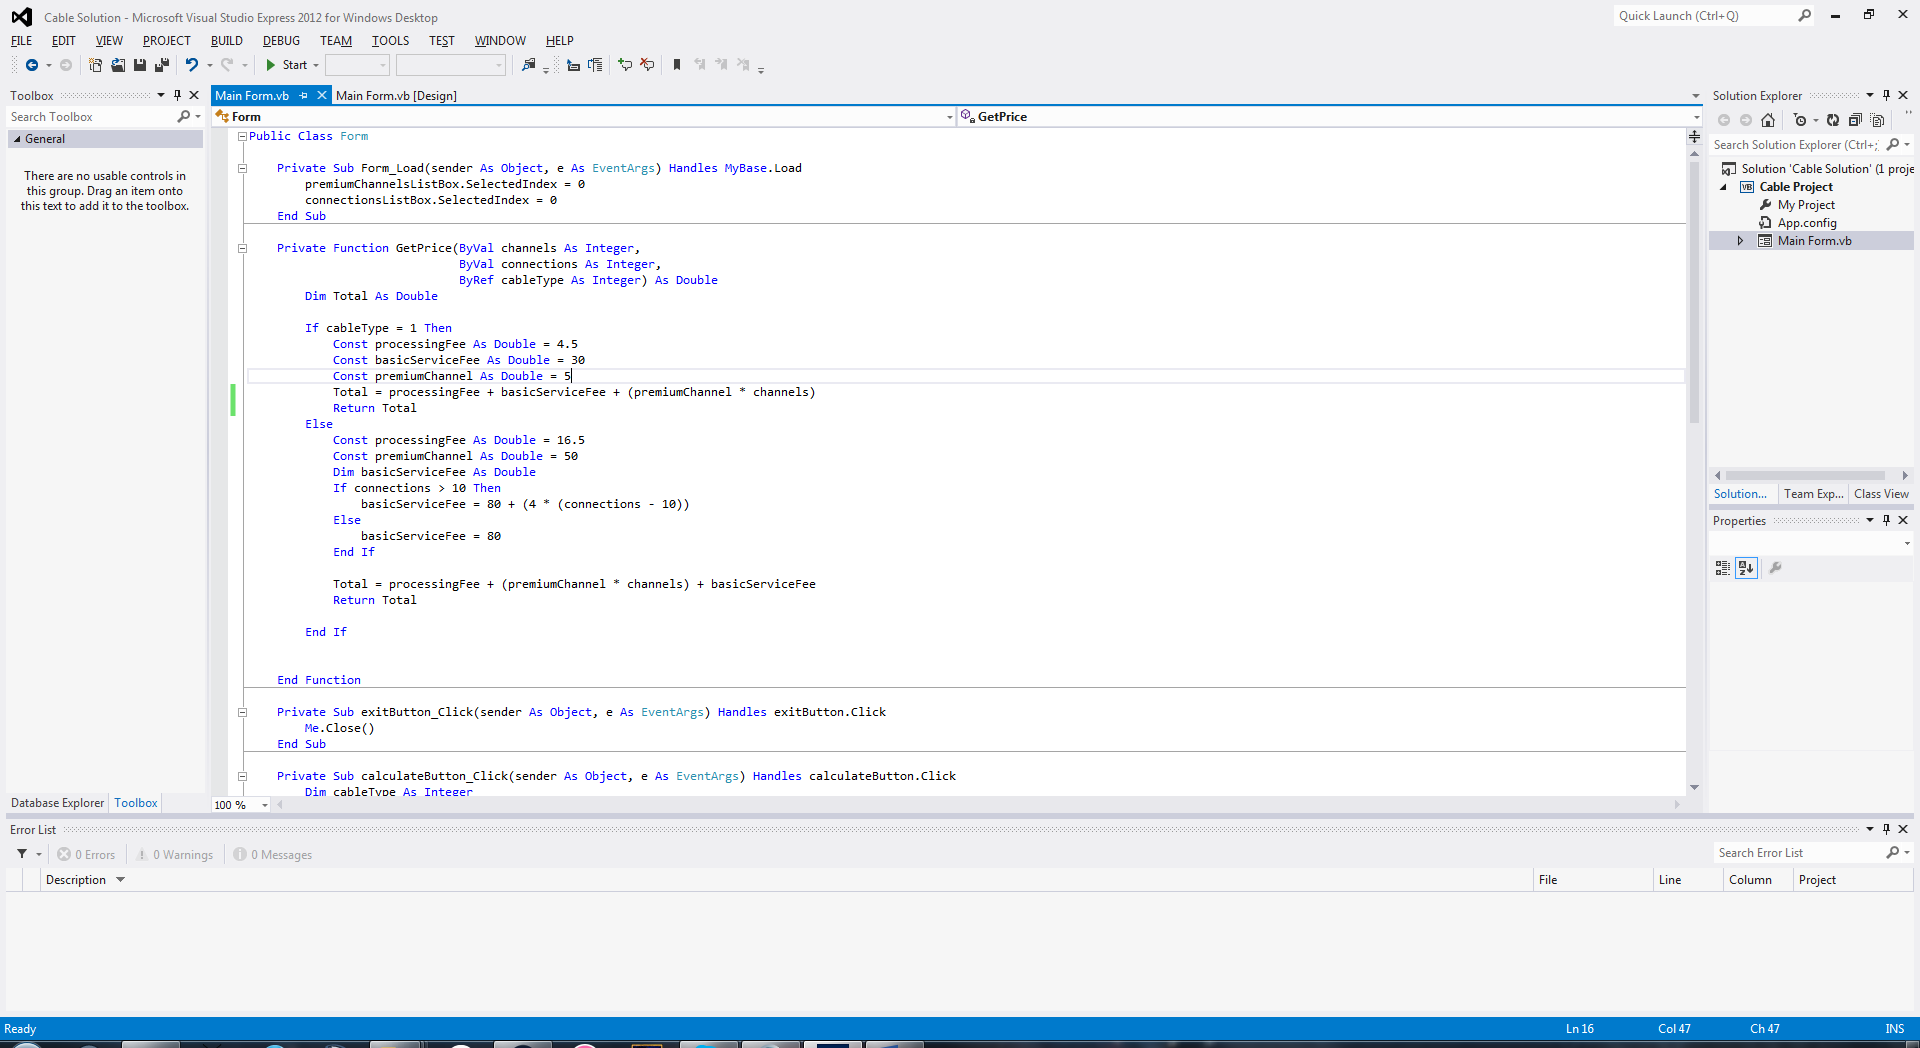 Cable Solution - Microsoft Visual Studio Express 2012 for Windows Desktop
Quick Launch (Ctrl+Q)
FILE EDIT VIEW PROJECT BUILD DEBUG TEAM TOOLS TEST WINDOW HELP
Start
Toolbox
Search Toolbox
General
There are no usable controls in
this group. Drag an item onto
this text to add it to the toolbox.
Database Explorer Toolbox
Main Form.vb Main Form.vb [Design]
Form GetPrice
Public Class Form
Private Sub Form_Load(sender As Object, e As EventArgs) Handles MyBase.Load
premiumChannelsListBox.SelectedIndex = 0
connectionsListBox.SelectedIndex = 0
End Sub
Private Function GetPrice(ByVal channels As Integer,
ByVal connections As Integer,
ByRef cableType As Integer) As Double
Dim Total As Double
If cableType = 1 Then
Const processingFee As Double = 4.5
Const basicServiceFee As Double = 30
Const premiumChannel As Double = 5
Total = processingFee + basicServiceFee + (premiumChannel * channels)
Return Total
Else
Const processingFee As Double = 16.5
Const premiumChannel As Double = 50
Dim basicServiceFee As Double
If connections > 10 Then
basicServiceFee = 80 + (4 * (connections - 10))
Else
basicServiceFee = 80
End If
Total = processingFee + (premiumChannel * channels) + basicServiceFee
Return Total
End If
End Function
Private Sub exitButton_Click(sender As Object, e As EventArgs) Handles exitButton.Click
Me.Close()
End Sub
Private Sub calculateButton_Click(sender As Object, e As EventArgs) Handles calculateButton.Click
Dim cableType As Integer
100 %
Solution Explorer
Search Solution Explorer (Ctrl+;
Solution 'Cable Solution' (1 proje
VB Cable Project
My Project
App.config
Main Form.vb
Solution... Team Exp... Class View
Properties
Error List
0 Errors 0 Warnings 0 Messages
Search Error List
Description File Line Column Project
Ready Ln 16 Col 47 Ch 47 INS